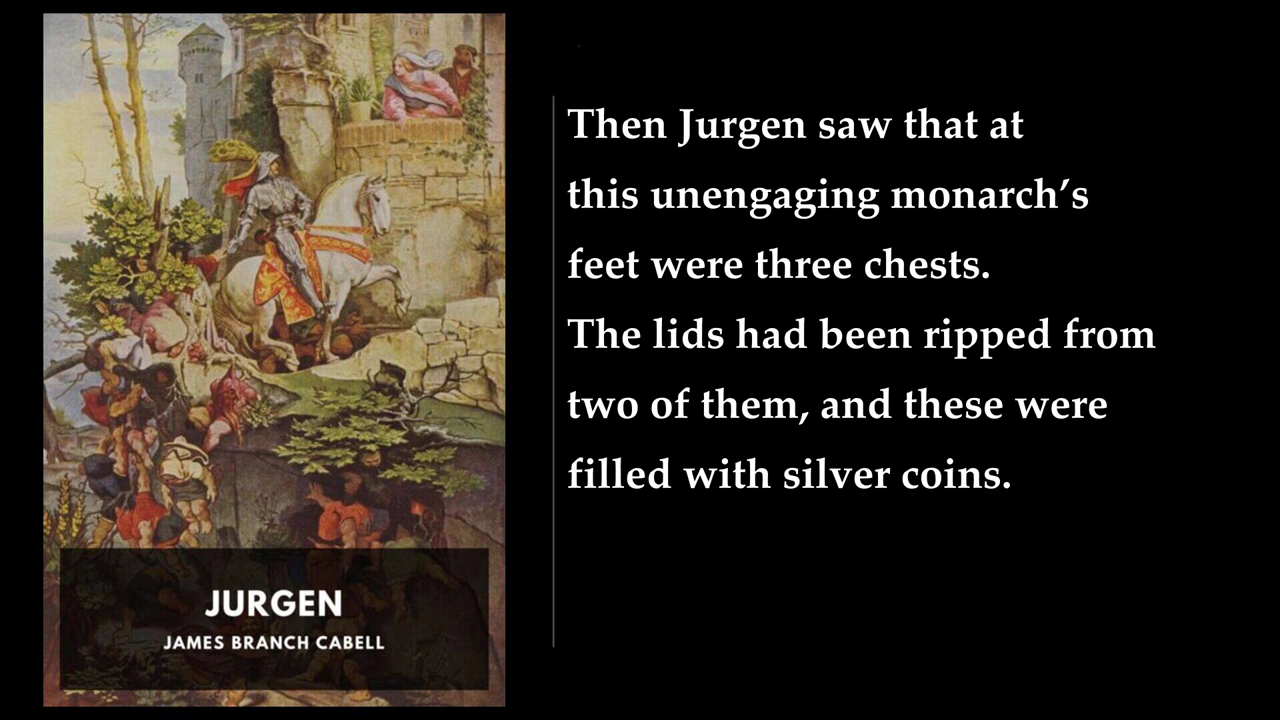 JURGEN
JAMES BRANCH CABELL
Then Jurgen saw that at
this unengaging monarch’s
feet were three chests.
The lids had been ripped from
two of them, and these were
filled with silver coins.